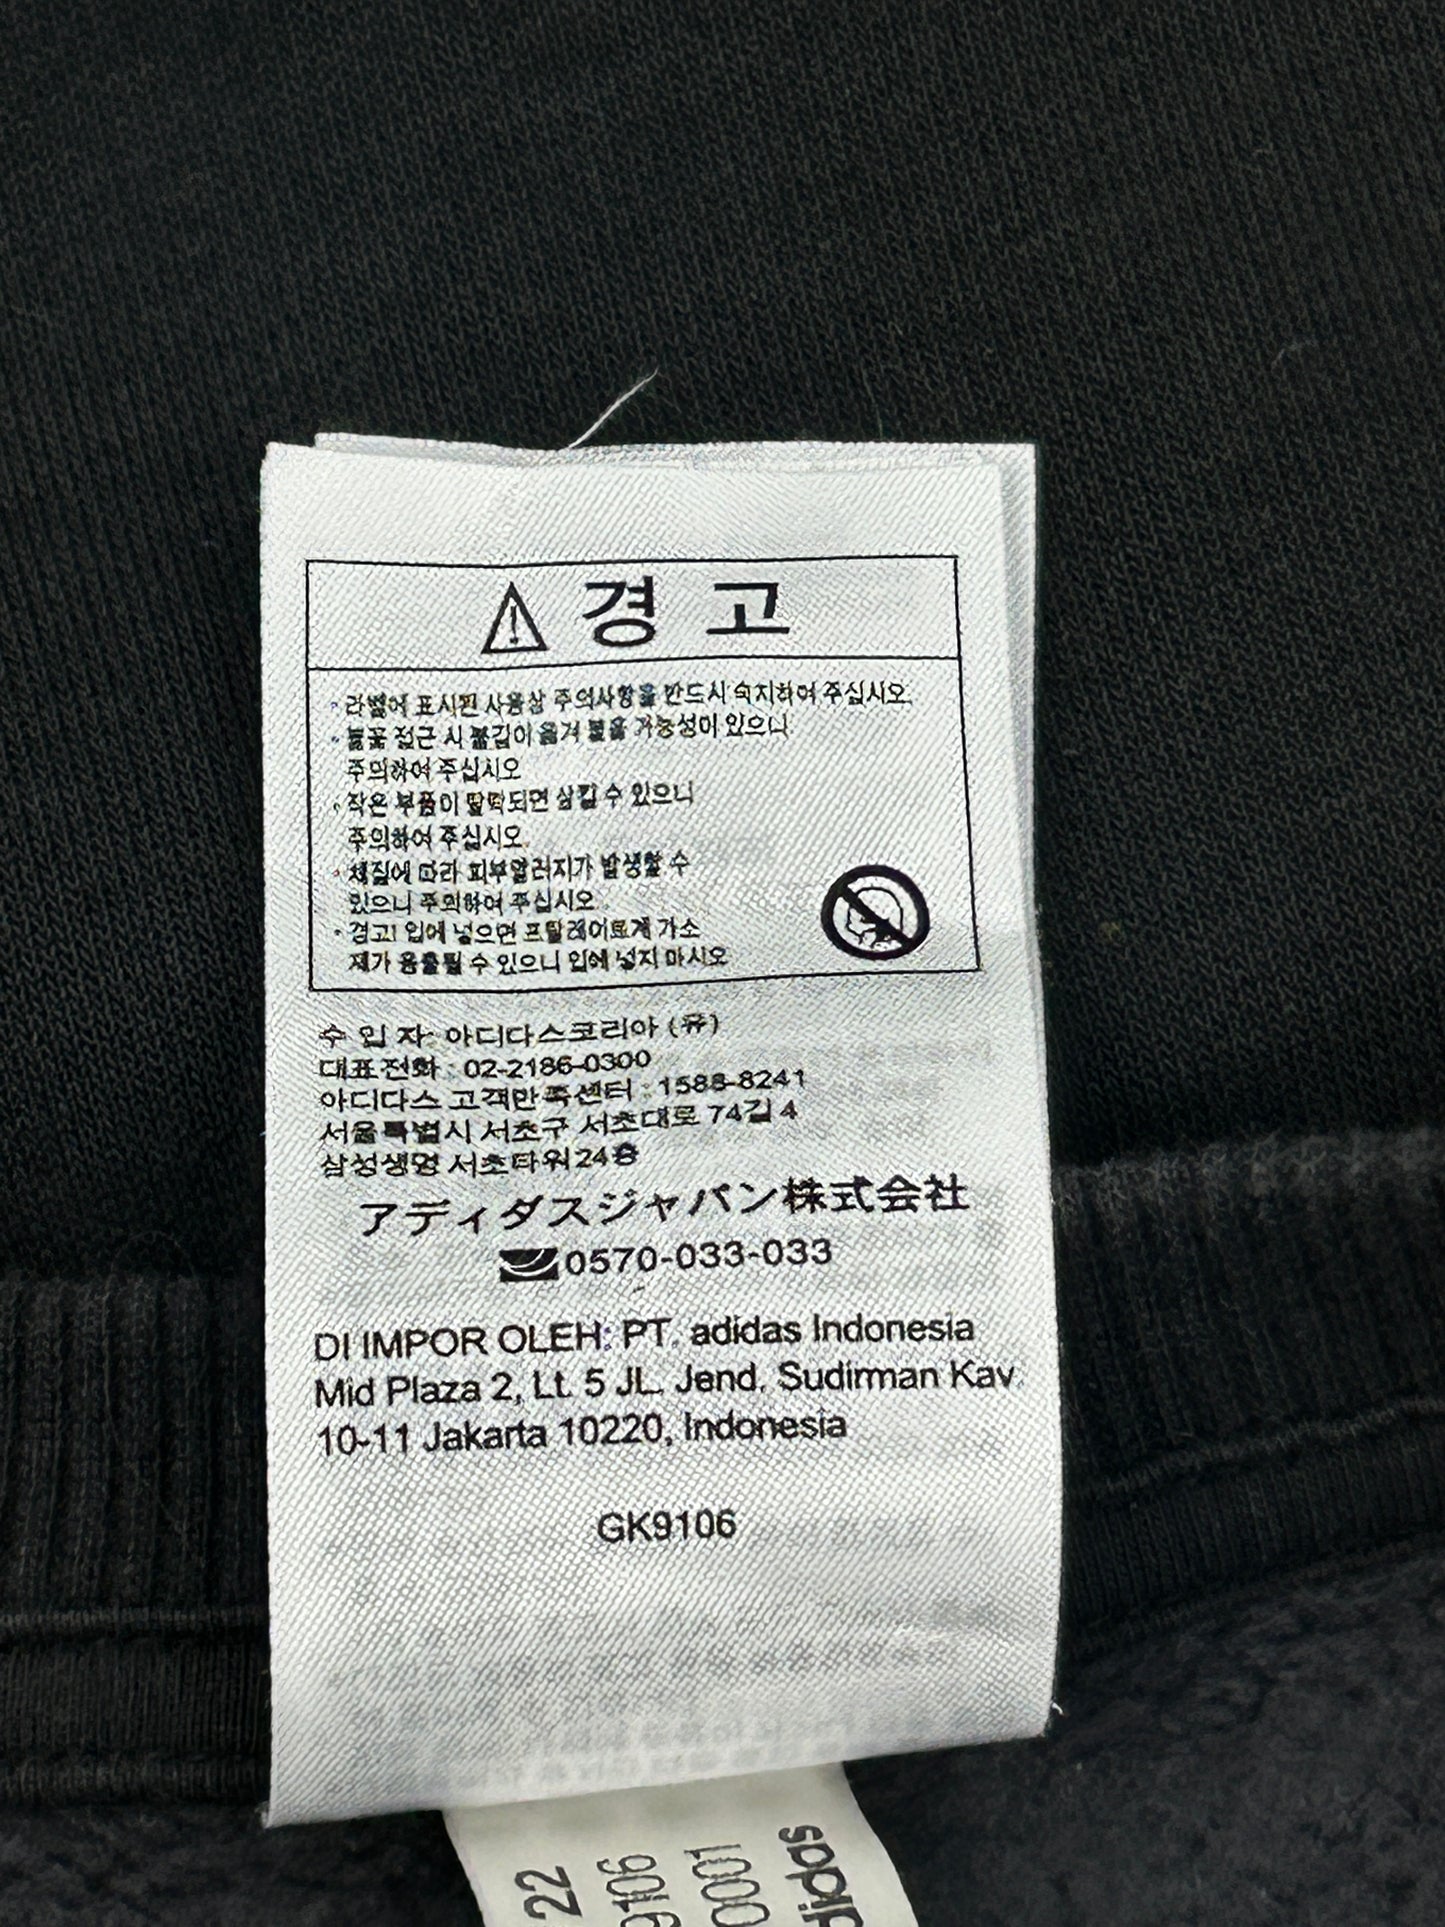 ⚠ 경 고
· 라벨에 표시된 사용상 주의사항을 반드시 숙지하여 주십시오.
· 불꽃 접근 시 불길이 옮겨 붙을 가능성이 있으니
주의하여 주십시오
· 작은 부품이 탈락되면 삼킬 수 있으니
주의하여 주십시오.
· 체질에 따라 피부알러지가 발생할 수
있으니 주의하여 주십시오.
· 경고! 입에 넣으면 프탈레이트계 가소
제가 용출될 수 있으니 입에 넣지 마시오
수 입 자: 아디다스코리아 (유)
대표전화 : 02-2186-0300
아디다스 고객만족센터 : 1588-8241
서울특별시 서초구 서초대로 74길 4
삼성생명 서초타워 24층
アディダスジャパン株式会社
0570-033-033
DI IMPOR OLEH: PT. adidas Indonesia
Mid Plaza 2, Lt. 5 JL. Jend. Sudirman Kav.
10-11 Jakarta 10220, Indonesia
GK9106
adidas
0001
9106
22